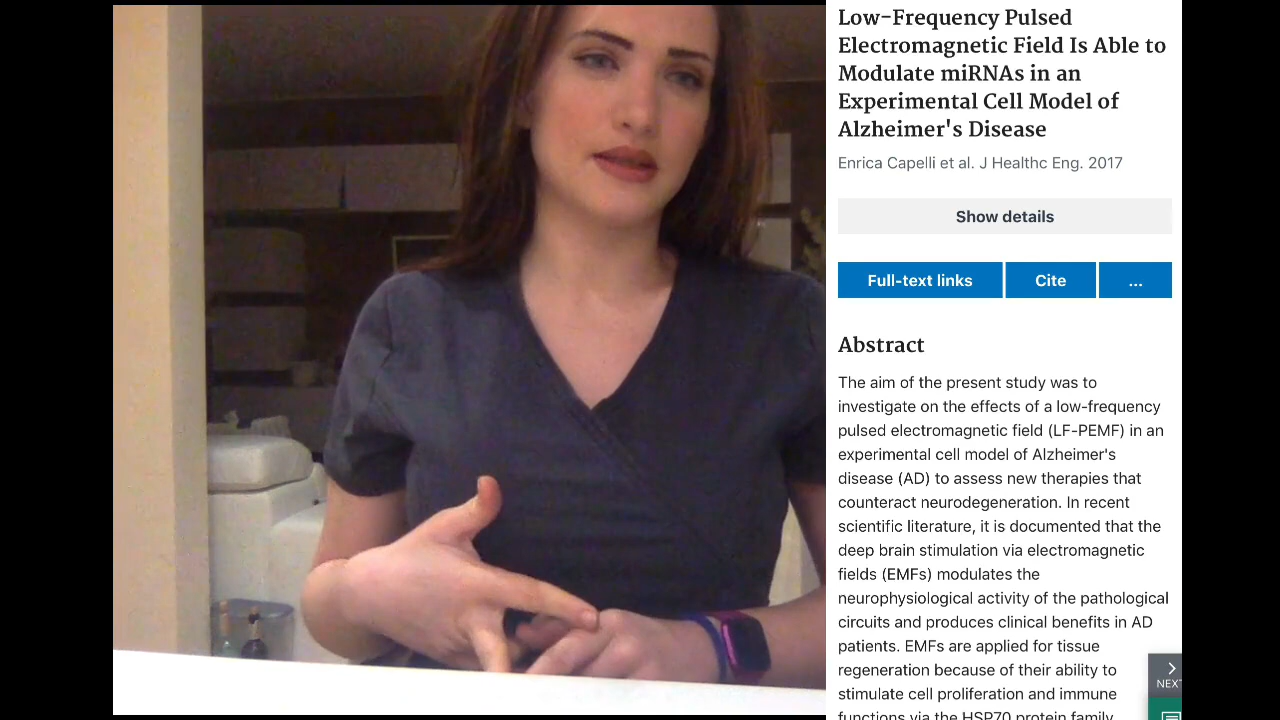 Low-Frequency Pulsed
Electromagnetic Field Is Able to
Modulate miRNAs in an
Experimental Cell Model of
Alzheimer's Disease
Enrica Capelli et al. J Healthc Eng. 2017
Show details
Full-text links
Cite
...
Abstract
The aim of the present study was to
investigate on the effects of a low-frequency
pulsed electromagnetic field (LF-PEMF) in an
experimental cell model of Alzheimer's
disease (AD) to assess new therapies that
counteract neurodegeneration. In recent
scientific literature, it is documented that the
deep brain stimulation via electromagnetic
fields (EMFs) modulates the
neurophysiological activity of the pathological
circuits and produces clinical benefits in AD
patients. EMFs are applied for tissue
regeneration because of their ability to
stimulate cell proliferation and immune
functions via the HSP70 protein family
NEXT